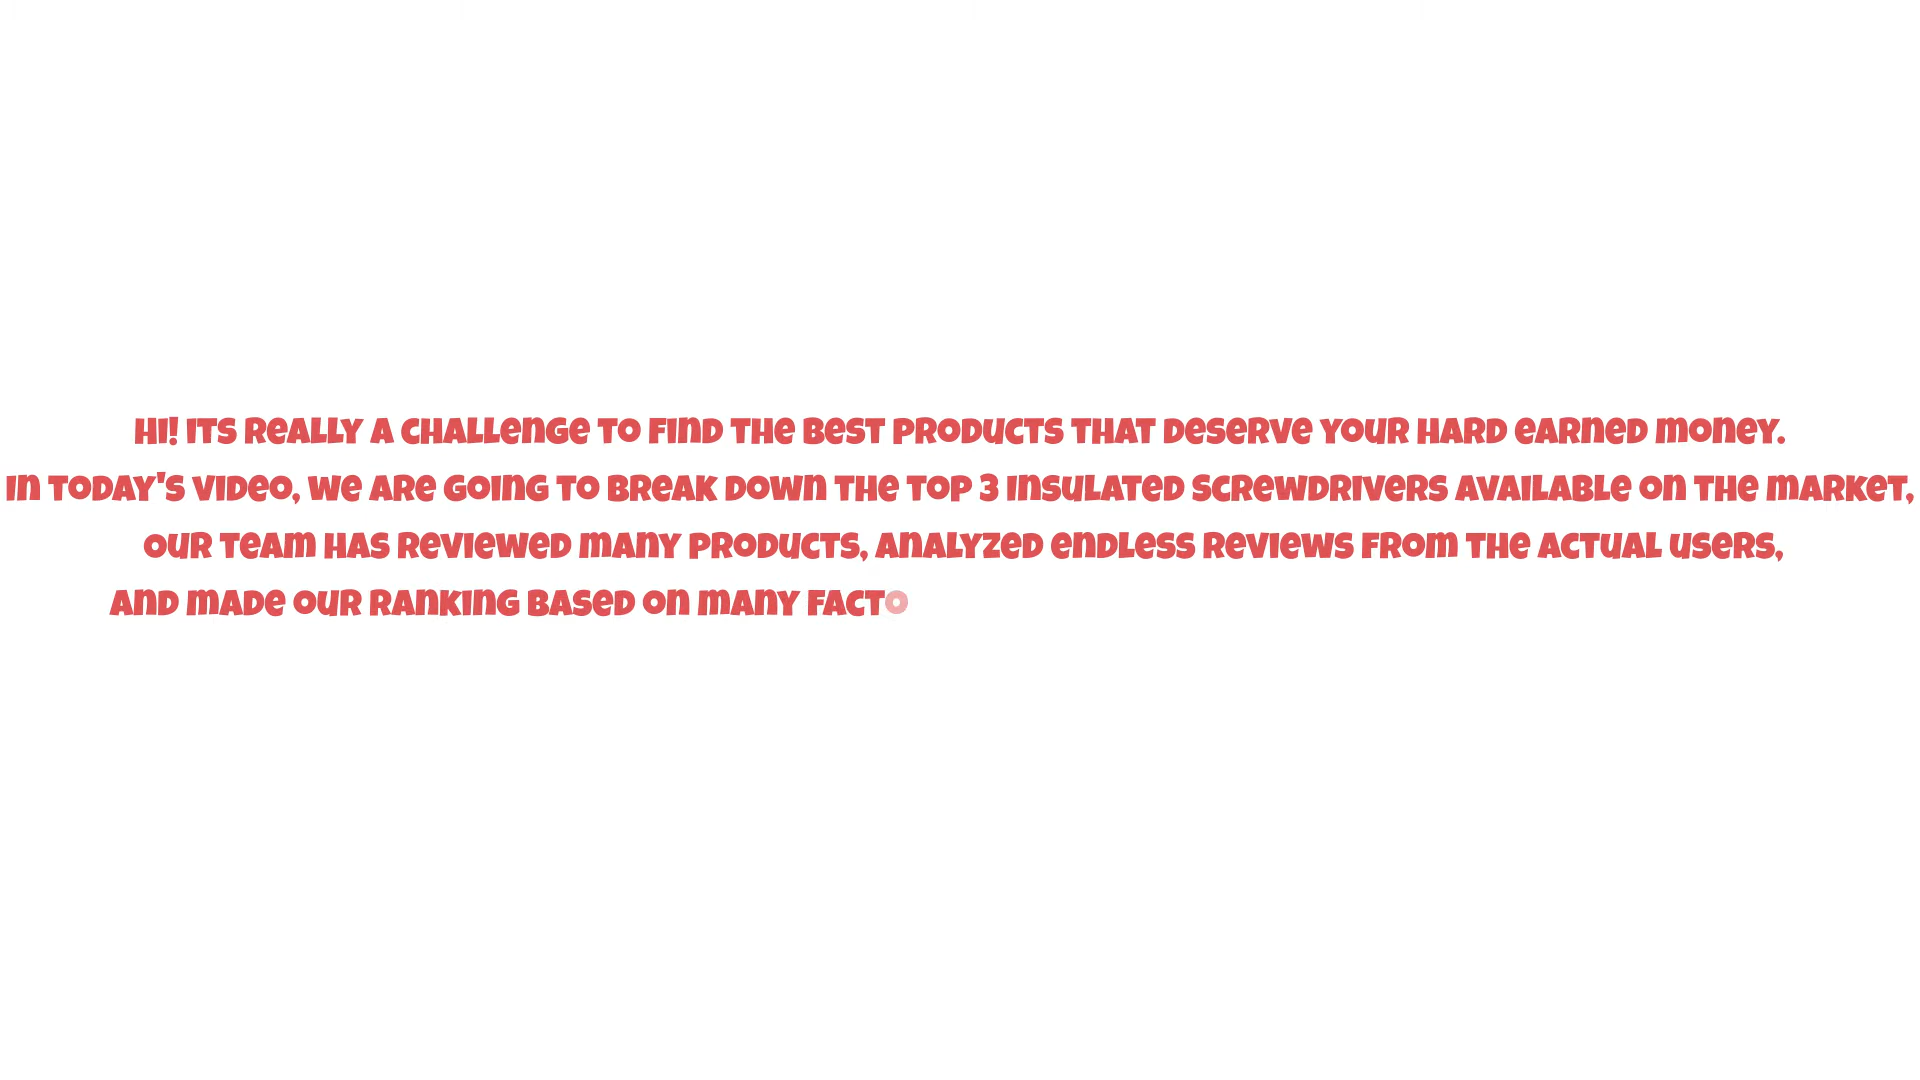 Hi! Its really a challenge to find the best products that deserve your hard earned money.
In today's video, we are going to break down the top 3 Insulated Screwdrivers available on the market,
our team has reviewed many products, analyzed endless reviews from the actual users,
and made our ranking based on many facto